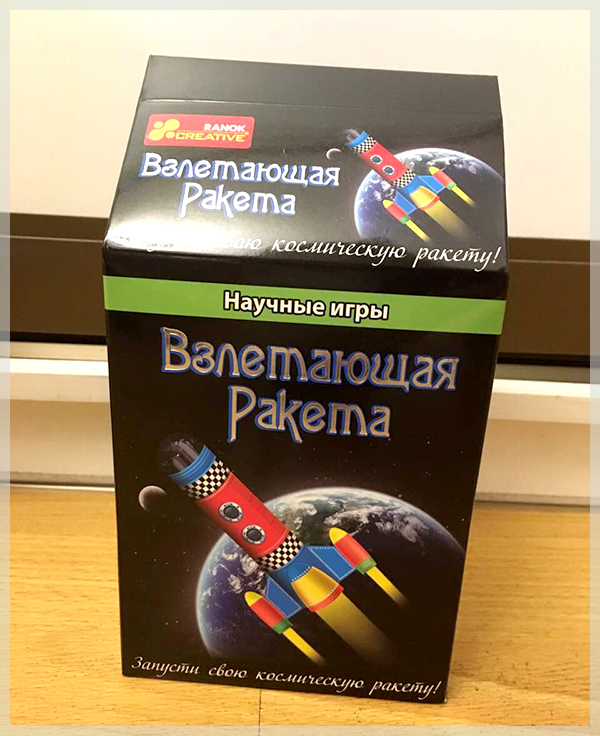 RANOK
CREATIVE
Взлетающая
Ракета
свою космическую ракету!
Научные игры
Взлетающая
Ракета
Запусти свою космическую ракету!